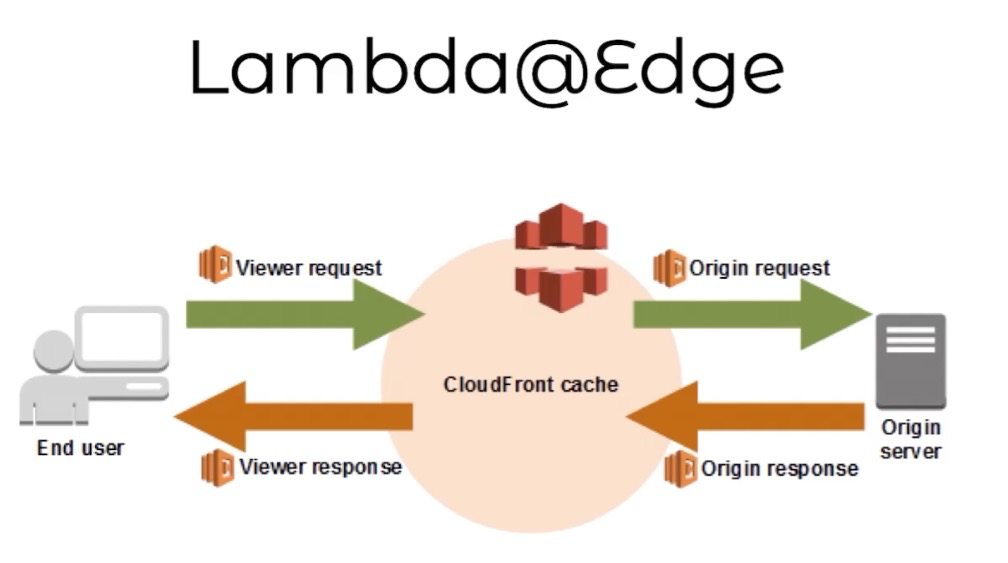 Lambda@Edge
Viewer request
Origin request
CloudFront cache
End user
Origin
server
Viewer response
Origin response